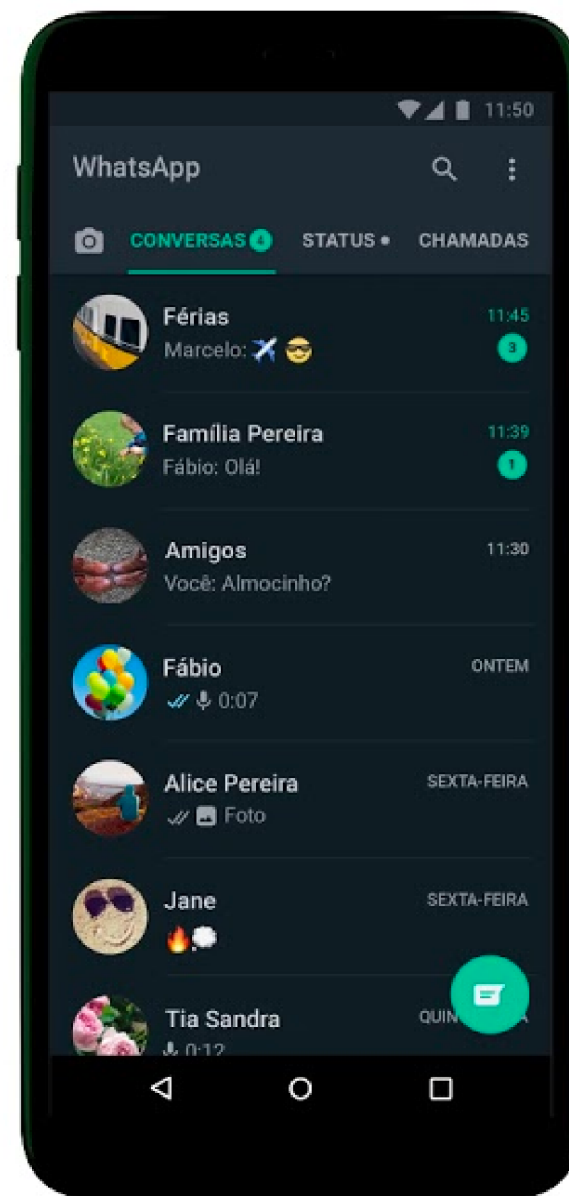 11:50
WhatsApp
CONVERSAS 4 STATUS • CHAMADAS
Férias 11:45
Marcelo: ✈️ 😎 3
Família Pereira 11:39
Fábio: Olá! 1
Amigos 11:30
Você: Almocinho?
Fábio ONTEM
0:07
Alice Pereira SEXTA-FEIRA
Foto
Jane SEXTA-FEIRA
🔥💭
Tia Sandra
0:12